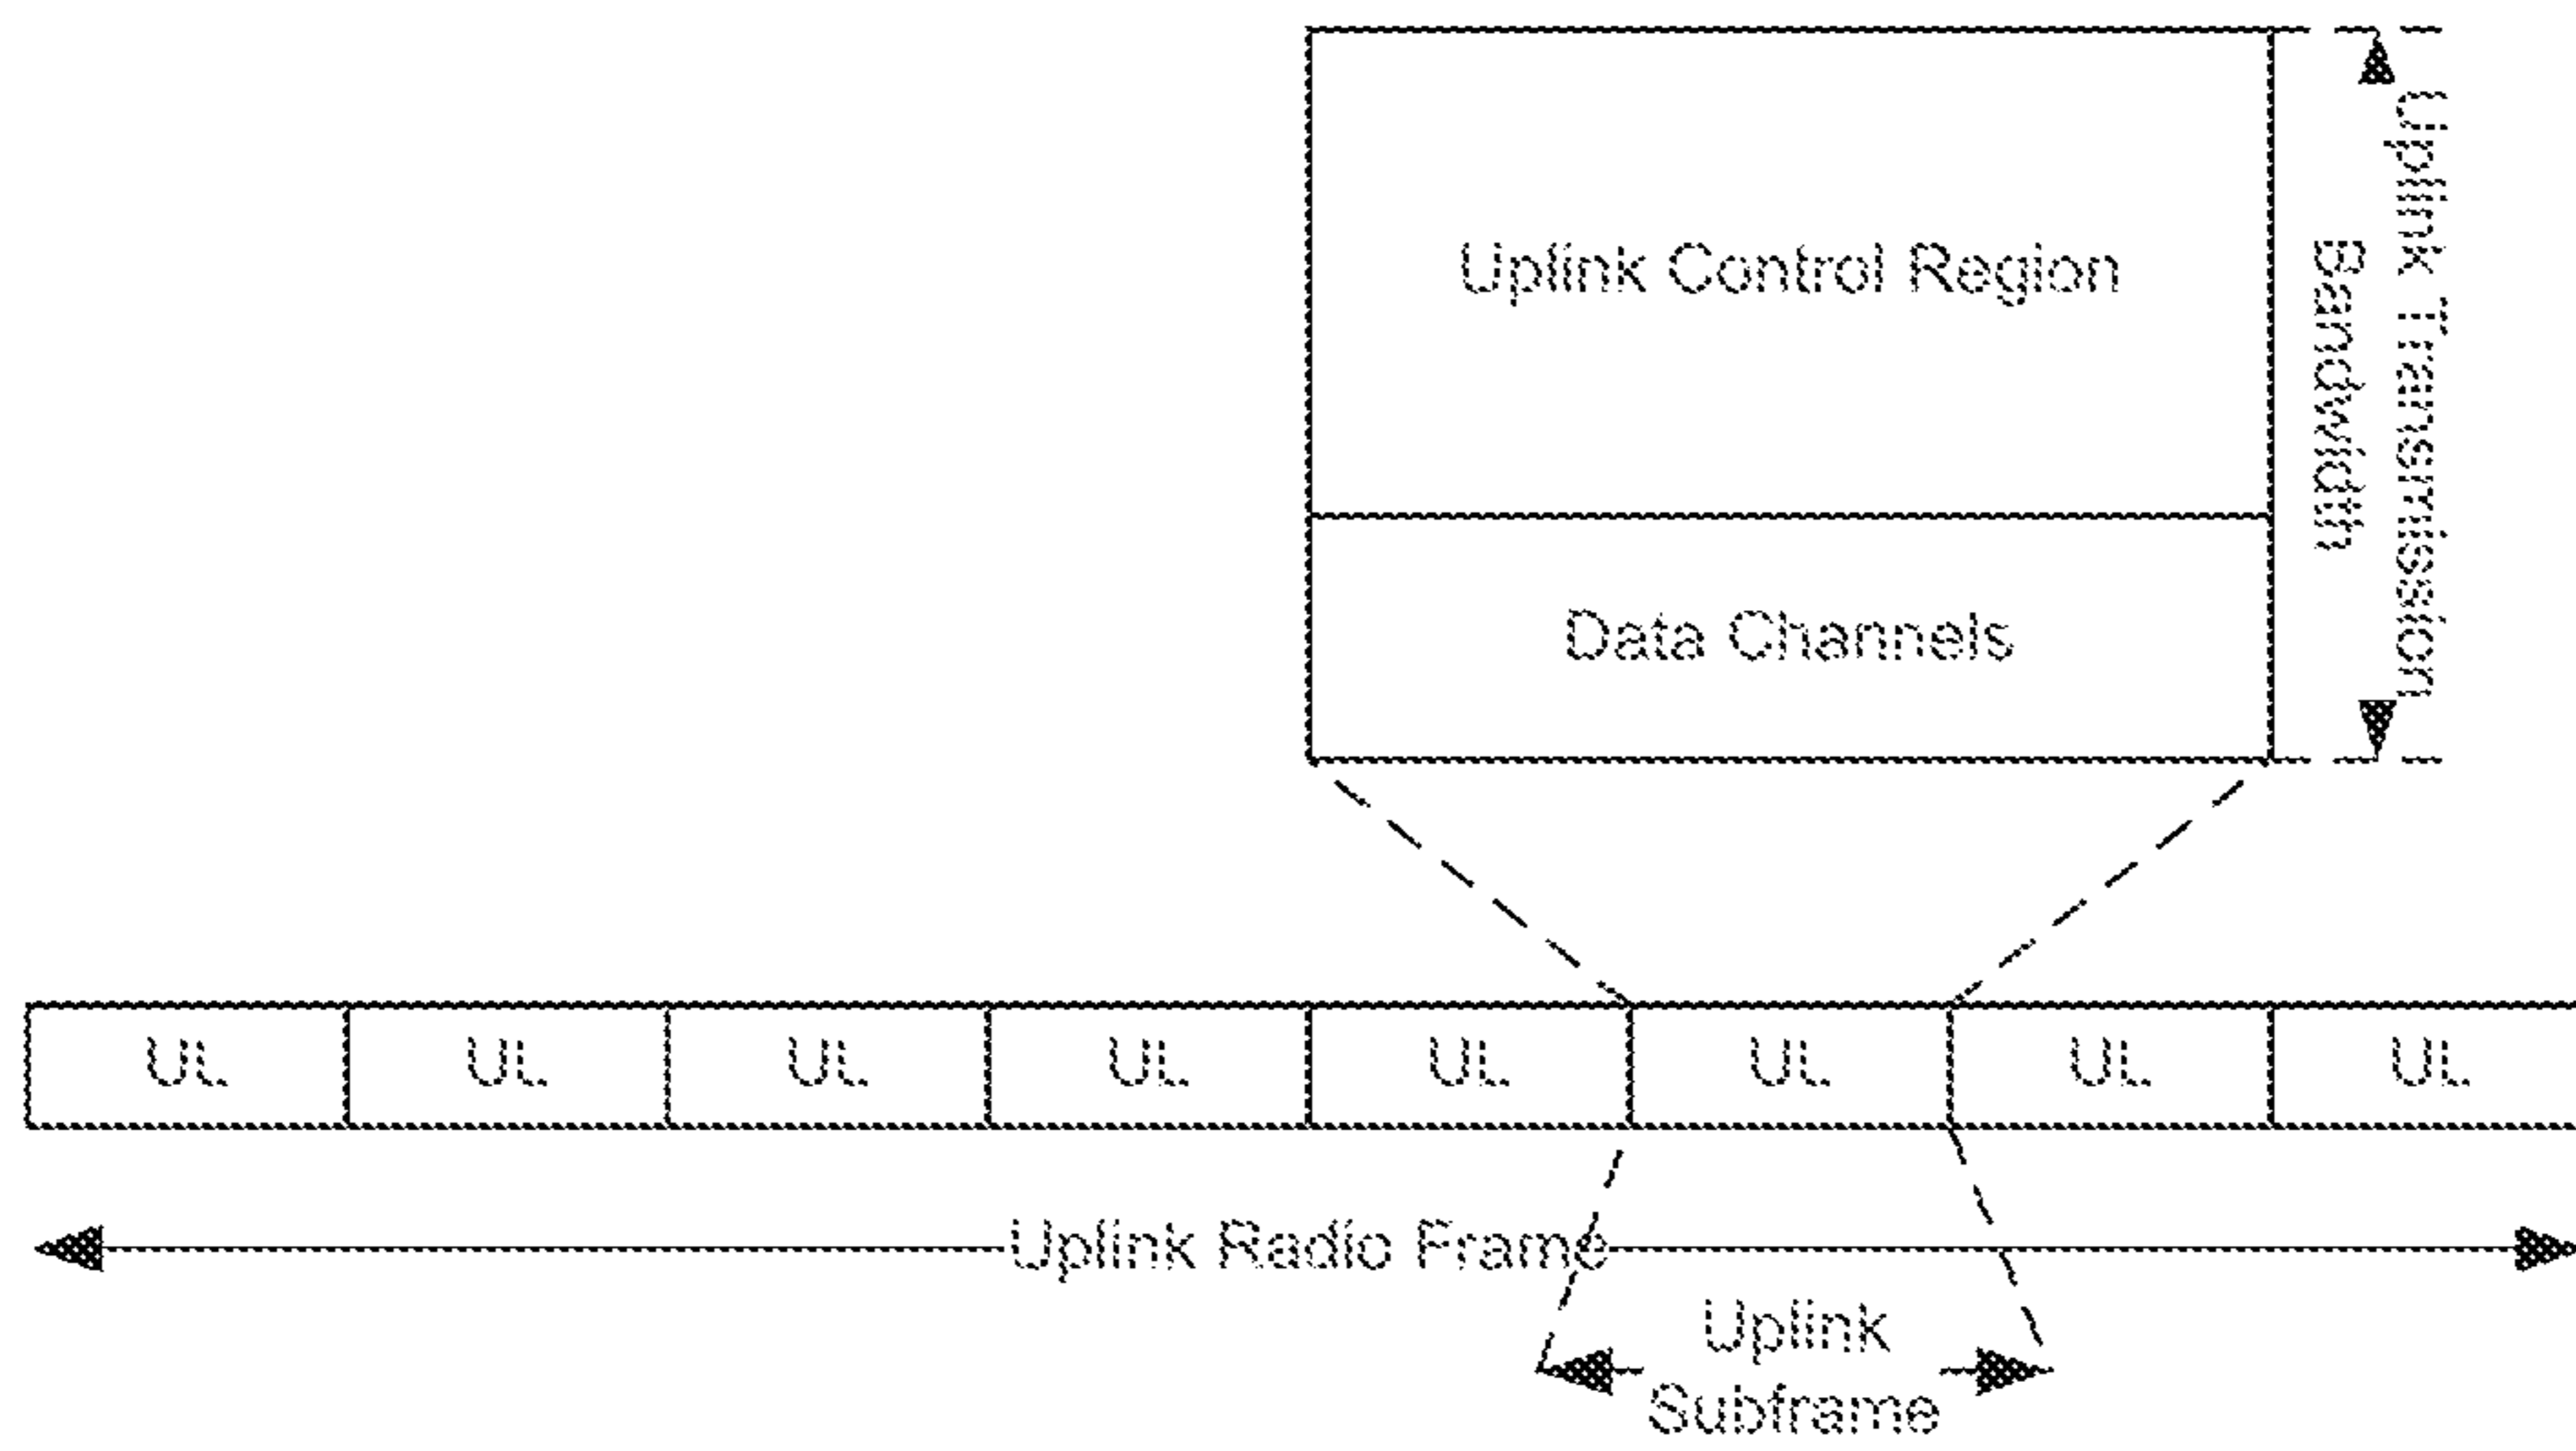 Uplink Control Region
Uplink Transmission
Bandwidth
Data Channels
UL UL UL UL UL UL UL UL
Uplink Radio Frame
Uplink
Subframe